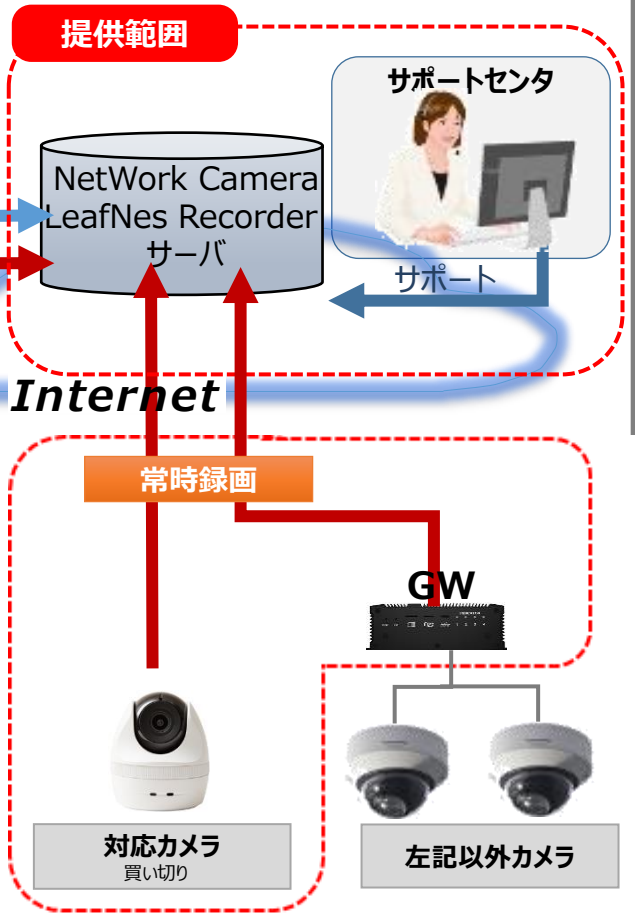 提供範囲
サポートセンタ
NetWork Camera
LeafNes Recorder
サーバ
サポート
Internet
常時録画
GW
対応カメラ
買い切り
左記以外カメラ